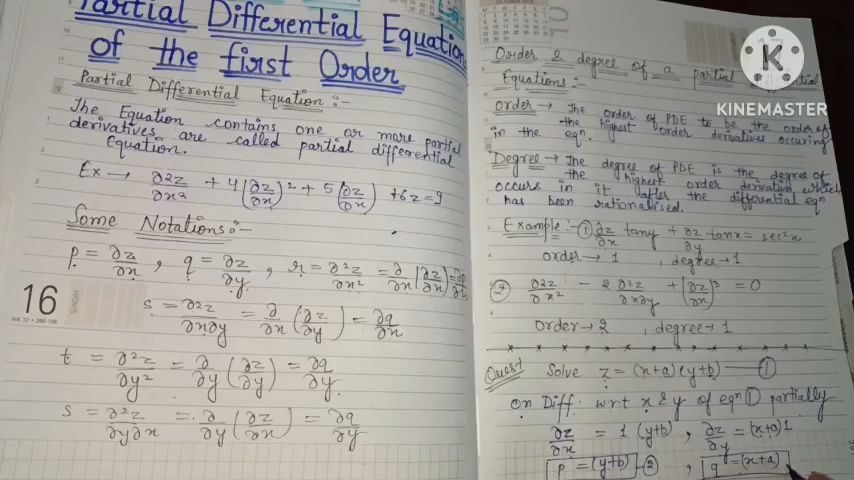 Partial Differential Equations
of the first Order
Partial Differential Equation :-
The Equation contains one or more partial
derivatives are called partial differential
Equation.
Ex → ∂2z/∂x² + 4(∂z/∂x)² + 5(∂z/∂x) + 6z = 9
Some Notations :-
p = ∂z/∂x , q = ∂z/∂y , r = ∂²z/∂x² = ∂/∂x (∂z/∂x) = ∂p/∂x
s = ∂²z/∂x∂y = ∂/∂x (∂z/∂y) = ∂q/∂x
t = ∂²z/∂y² = ∂/∂y (∂z/∂y) = ∂q/∂y
s = ∂²z/∂y∂x = ∂/∂y (∂z/∂x) = ∂q/∂y
16
SUNDAY
Order & degree of a partial
Equations :-
Order → The order of PDE to be the order of
the highest order derivatives occuring
in the eqn.
Degree → The degree of PDE is the degree of
the highest order derivative which
occurs in it after the differential eqn
has been rationalised.
Example :- ① ∂z/∂x tany + ∂z/∂y tanx = sec²x
order → 1 , degree → 1
② ∂2z/∂x² - 2 ∂²z/∂x∂y + (∂z/∂x)³ = 0
order → 2 , degree → 1
Quest Solve z = (x+a)(y+b) — ①
On Diff. w.r.t x & y of eqn ① partially
∂z/∂x = 1 (y+b) , ∂z/∂y = (x+a) 1
p = (y+b) — ② , q = (x+a)
K
KINEMASTER